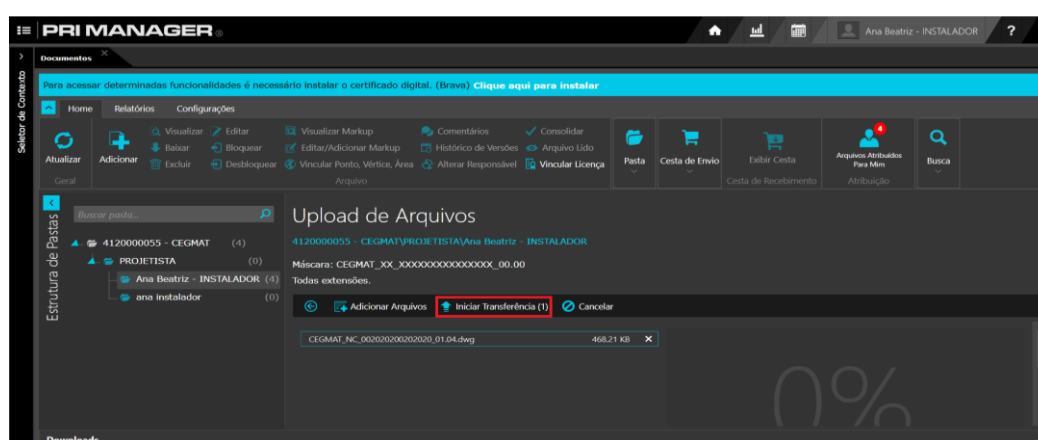 PRI MANAGER®
Ana Beatriz - INSTALADOR
?
Documentos
Seletor de Contexto
Para acessar determinadas funcionalidades é necessário instalar o certificado digital. (Brava) Clique aqui para instalar
Home Relatórios Configurações
Visualizar Editar Visualizar Markup Comentários Consolidar
Baixar Bloquear Editar/Adicionar Markup Histórico de Versões Arquivo Lido
Excluir Desbloquear Vincular Ponto, Vértice, Área Alterar Responsável Vincular Licença
Atualizar Adicionar Pasta Cesta de Envio Exibir Cesta
4
Arquivos Atribuídos
Para Mim
Busca
Geral Arquivo Cesta de Recebimento Atribuição
Estrutura de Pastas
Buscar pasta...
4120000055 - CEGMAT (4)
PROJETISTA (0)
Ana Beatriz - INSTALADOR (4)
ana instalador (0)
Upload de Arquivos
4120000055 - CEGMAT\PROJETISTA\Ana Beatriz - INSTALADOR
Máscara: CEGMAT_XX_XXXXXXXXXXXXXXX_00.00
Todas extensões.
Adicionar Arquivos Iniciar Transferência (1) Cancelar
CEGMAT_NC_002020200202020_01.04.dwg 468.21 KB X
0%
Downloads